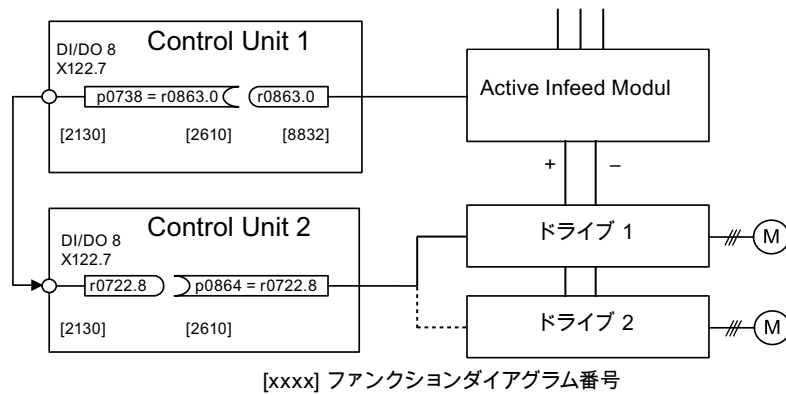 Control Unit 1
DI/DO 8
X122.7
p0738 = r0863.0
r0863.0
[2130]
[2610]
[8832]
Active Infeed Modul
+
–
Control Unit 2
DI/DO 8
X122.7
r0722.8
p0864 = r0722.8
[2130]
[2610]
ドライブ 1
M
ドライブ 2
M
[xxxx] ファンクションダイアグラム番号